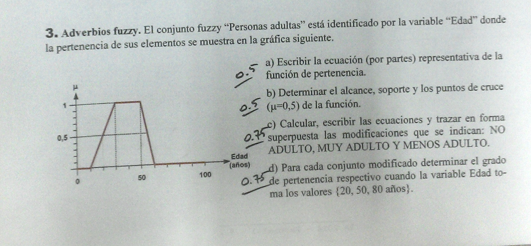 3. Adverbios fuzzy. El conjunto fuzzy "Personas adultas" está identificado por la variable "Edad" donde
la pertenencia de sus elementos se muestra en la gráfica siguiente.
0.5 a) Escribir la ecuación (por partes) representativa de la
función de pertenencia.
0.5 b) Determinar el alcance, soporte y los puntos de cruce
(μ=0,5) de la función.
0.75 c) Calcular, escribir las ecuaciones y trazar en forma
superpuesta las modificaciones que se indican: NO
ADULTO, MUY ADULTO Y MENOS ADULTO.
0.75 d) Para cada conjunto modificado determinar el grado
de pertenencia respectivo cuando la variable Edad to-
ma los valores {20, 50, 80 años}.
μ
1
0,5
0
50
100
Edad
(años)